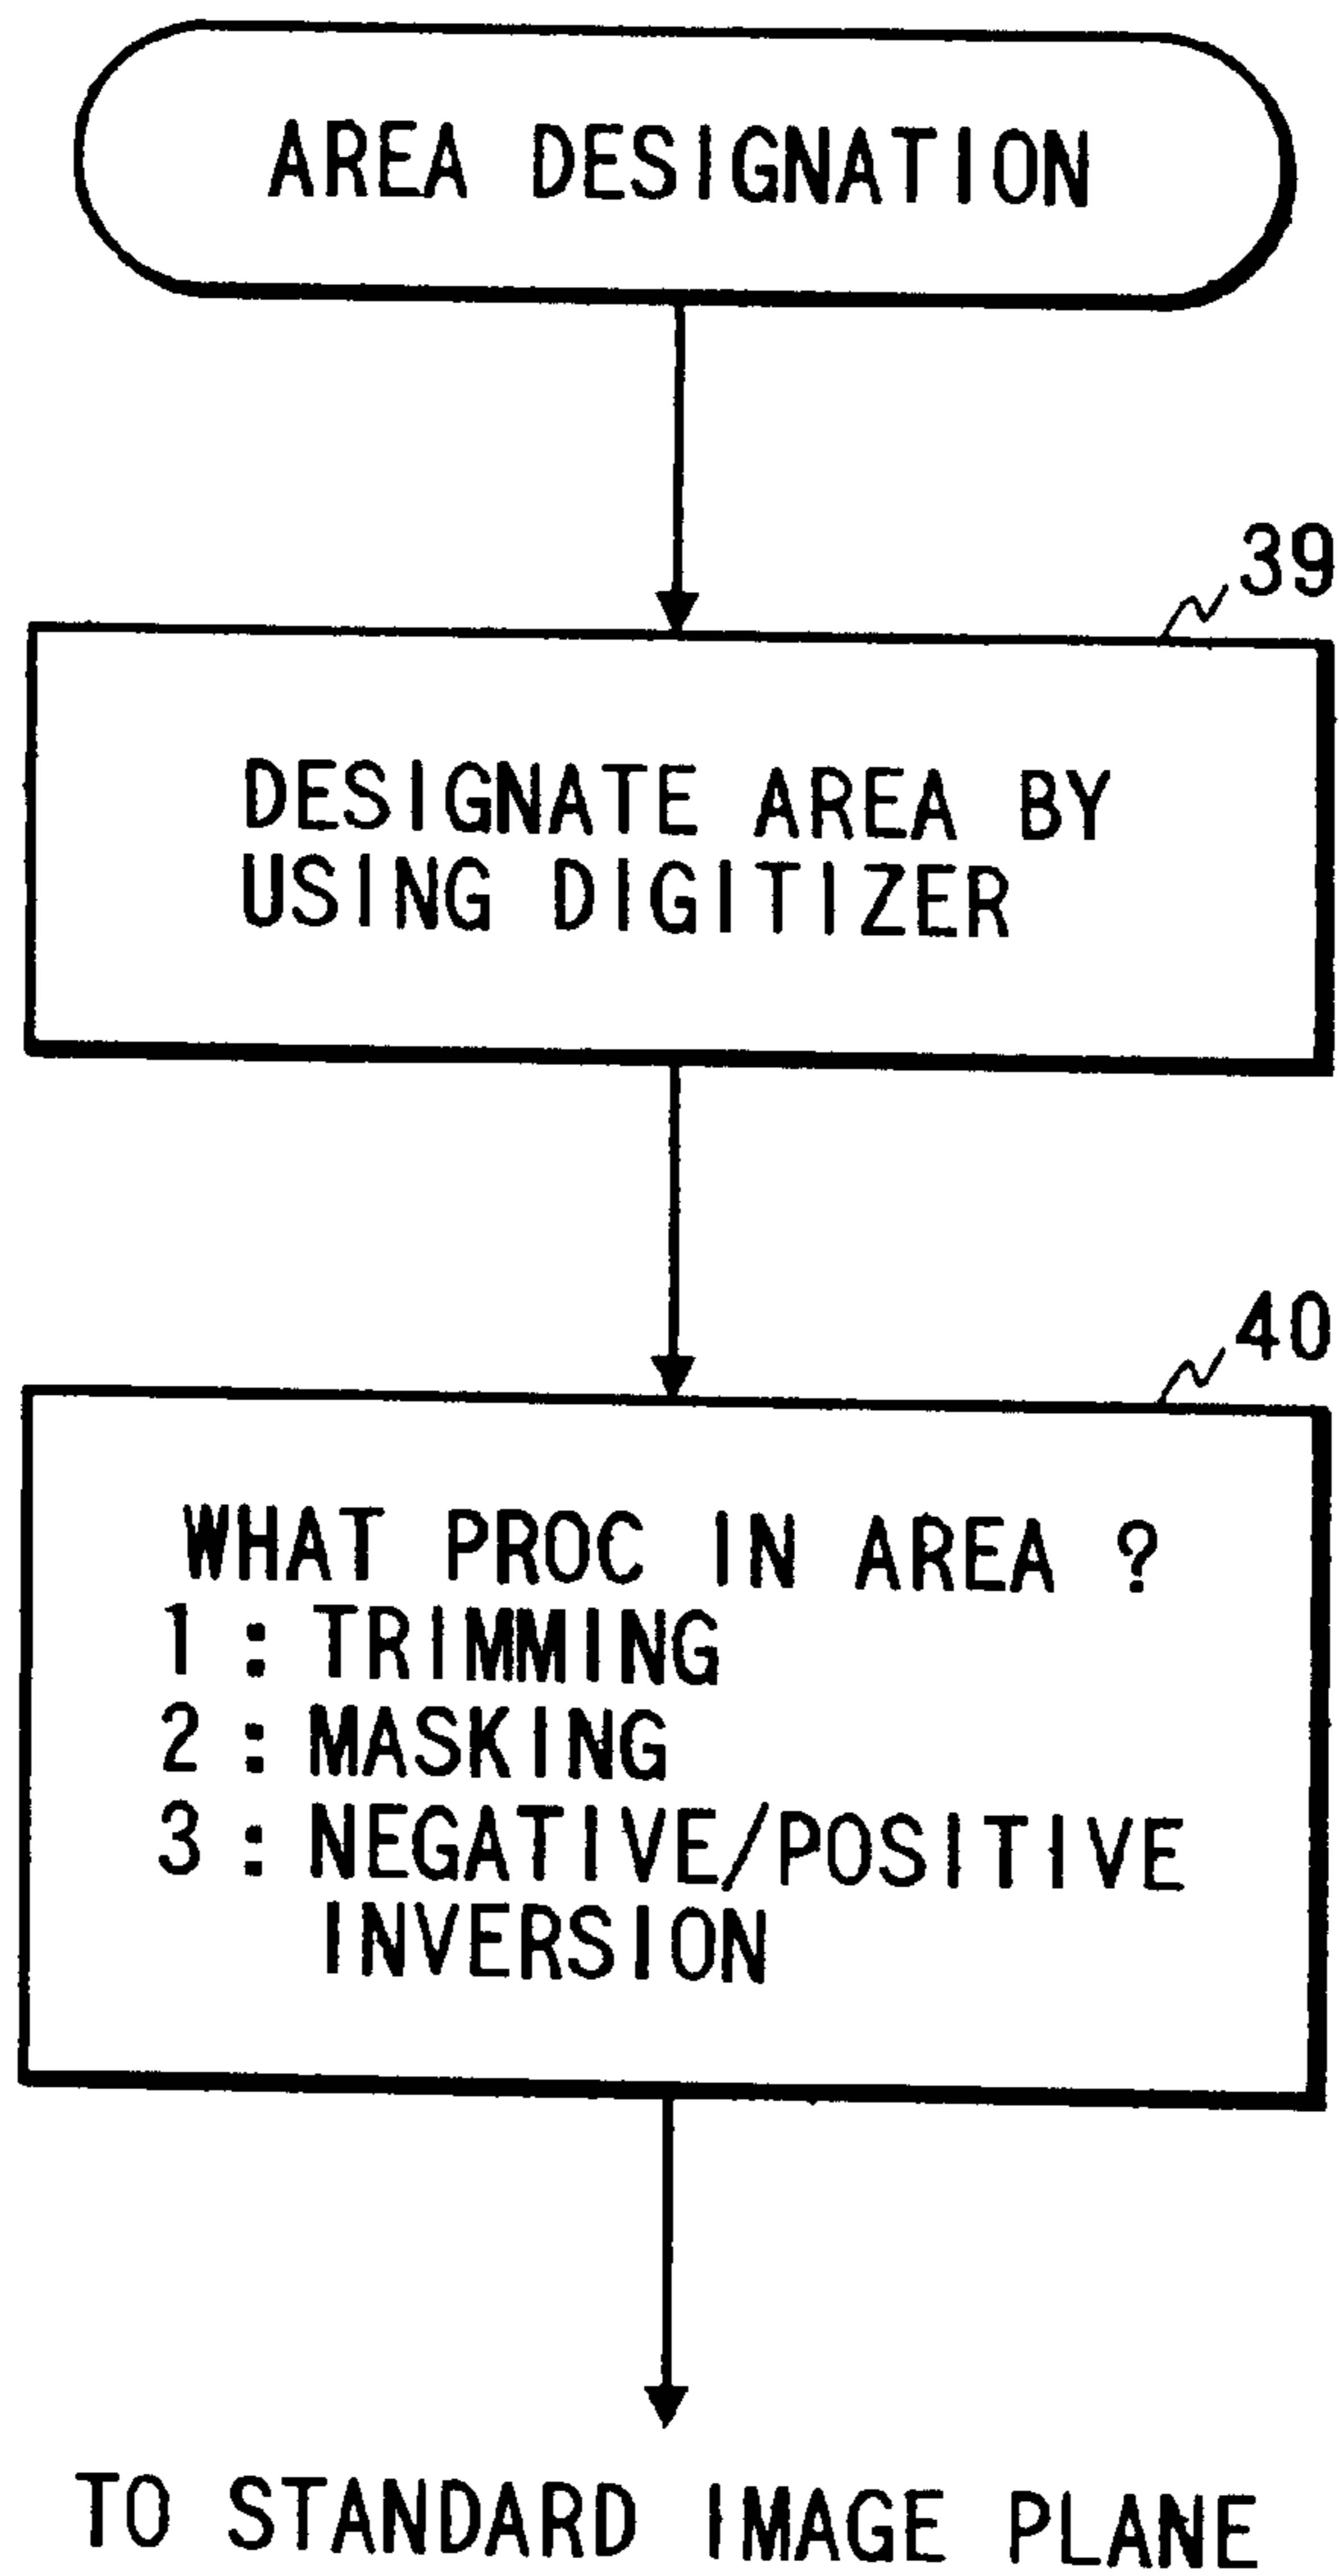 AREA DESIGNATION
39
DESIGNATE AREA BY
USING DIGITIZER
40
WHAT PROC IN AREA ?
1 : TRIMMING
2 : MASKING
3 : NEGATIVE/POSITIVE
INVERSION
TO STANDARD IMAGE PLANE